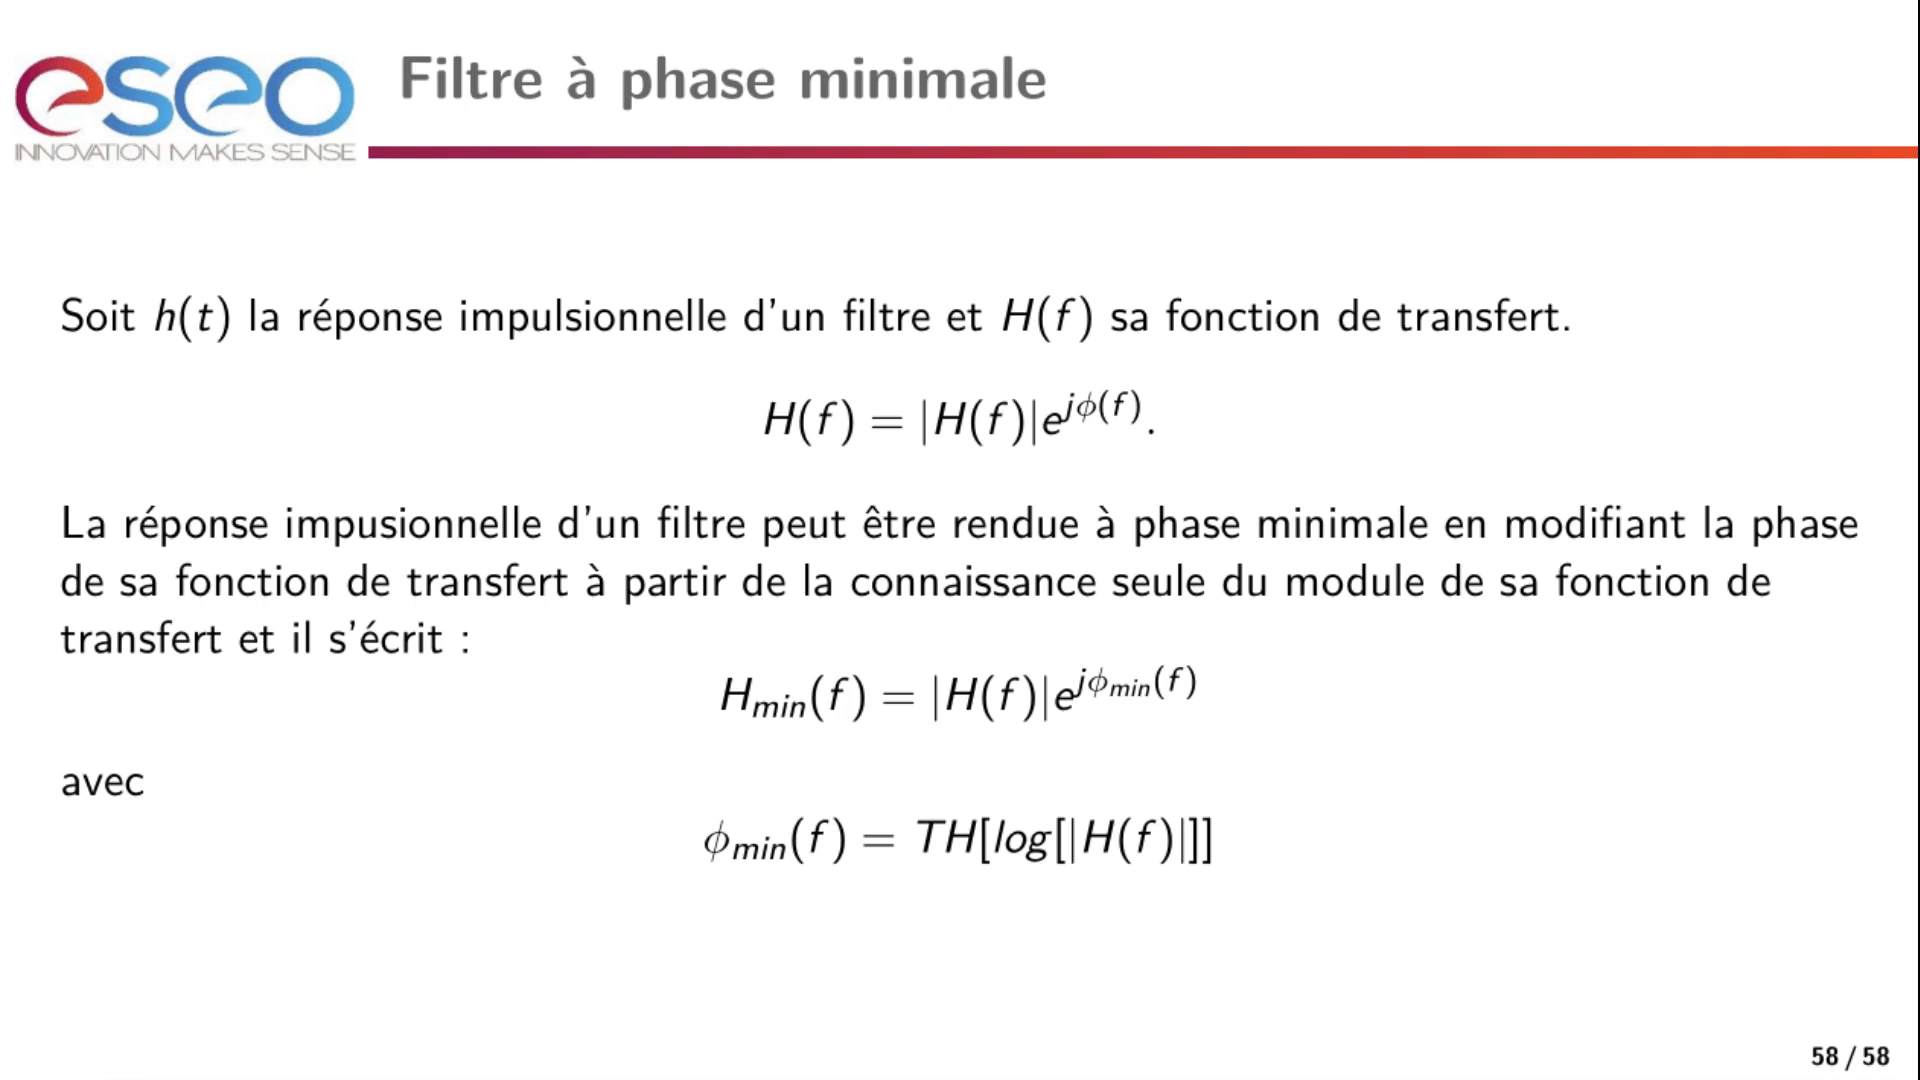 eseo
INNOVATION MAKES SENSE
Filtre à phase minimale
Soit h(t) la réponse impulsionnelle d'un filtre et H(f) sa fonction de transfert.
H(f) = |H(f)|e^{jϕ(f)}.
La réponse impusionnelle d'un filtre peut être rendue à phase minimale en modifiant la phase
de sa fonction de transfert à partir de la connaissance seule du module de sa fonction de
transfert et il s'écrit :
H_{min}(f) = |H(f)|e^{jϕ_{min}(f)}
avec
ϕ_{min}(f) = TH[log[|H(f)|]]
58 / 58